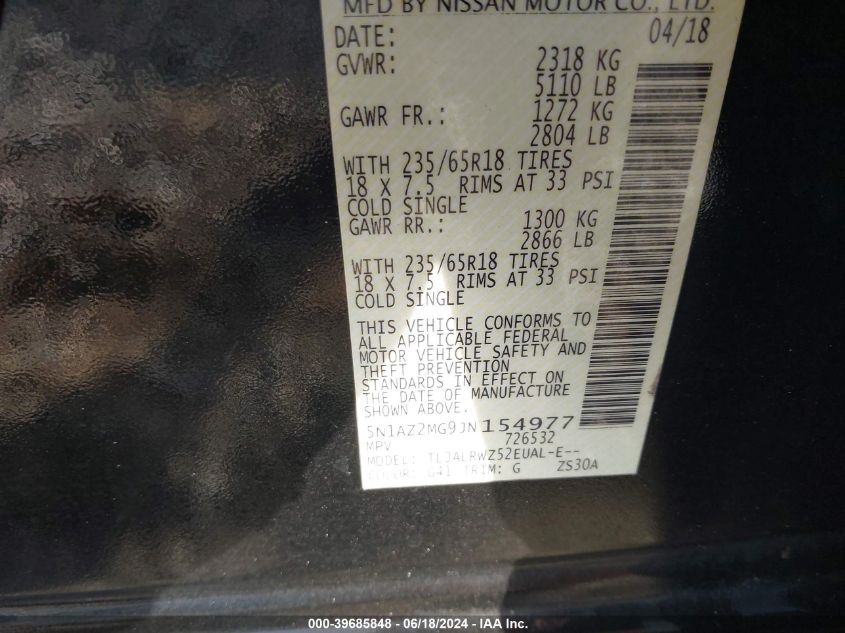 MFD BY NISSAN MOTOR CO., LTD.
DATE: 04/18
GVWR: 2318 KG
5110 LB
GAWR FR.: 1272 KG
2804 LB
WITH 235/65R18 TIRES
18 X 7.5 RIMS AT 33 PSI
COLD SINGLE
GAWR RR.: 1300 KG
2866 LB
WITH 235/65R18 TIRES
18 X 7.5 RIMS AT 33 PSI
COLD SINGLE
THIS VEHICLE CONFORMS TO
ALL APPLICABLE FEDERAL
MOTOR VEHICLE SAFETY AND
THEFT PREVENTION
STANDARDS IN EFFECT ON
THE DATE OF MANUFACTURE
SHOWN ABOVE.
5N1AZ2MG9JN154977
MPV 726532
MODEL: TLJALRWZ52EUAL-E--
COLOR: G41 TRIM: G ZS30A
000-39685848 - 06/18/2024 - IAA Inc.